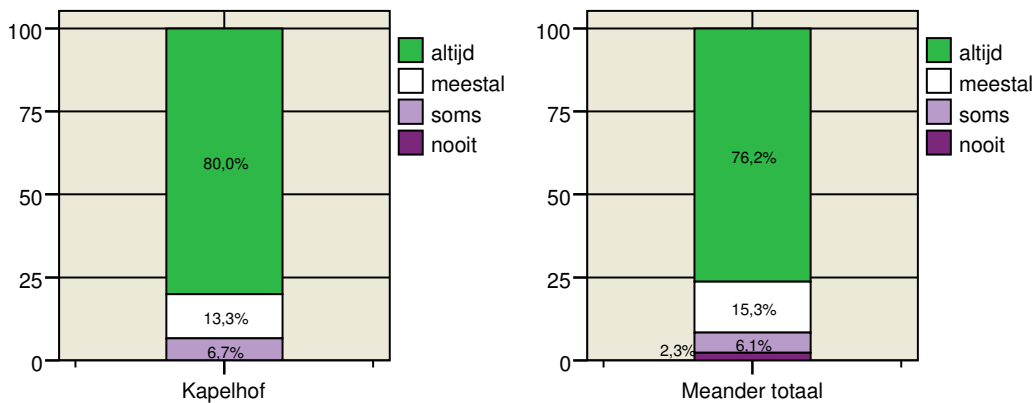 100
75
50
25
0
80,0%
13,3%
6,7%
Kapelhof
altijd
meestal
soms
nooit
100
75
50
25
0
76,2%
15,3%
6,1%
2,3%
Meander totaal
altijd
meestal
soms
nooit